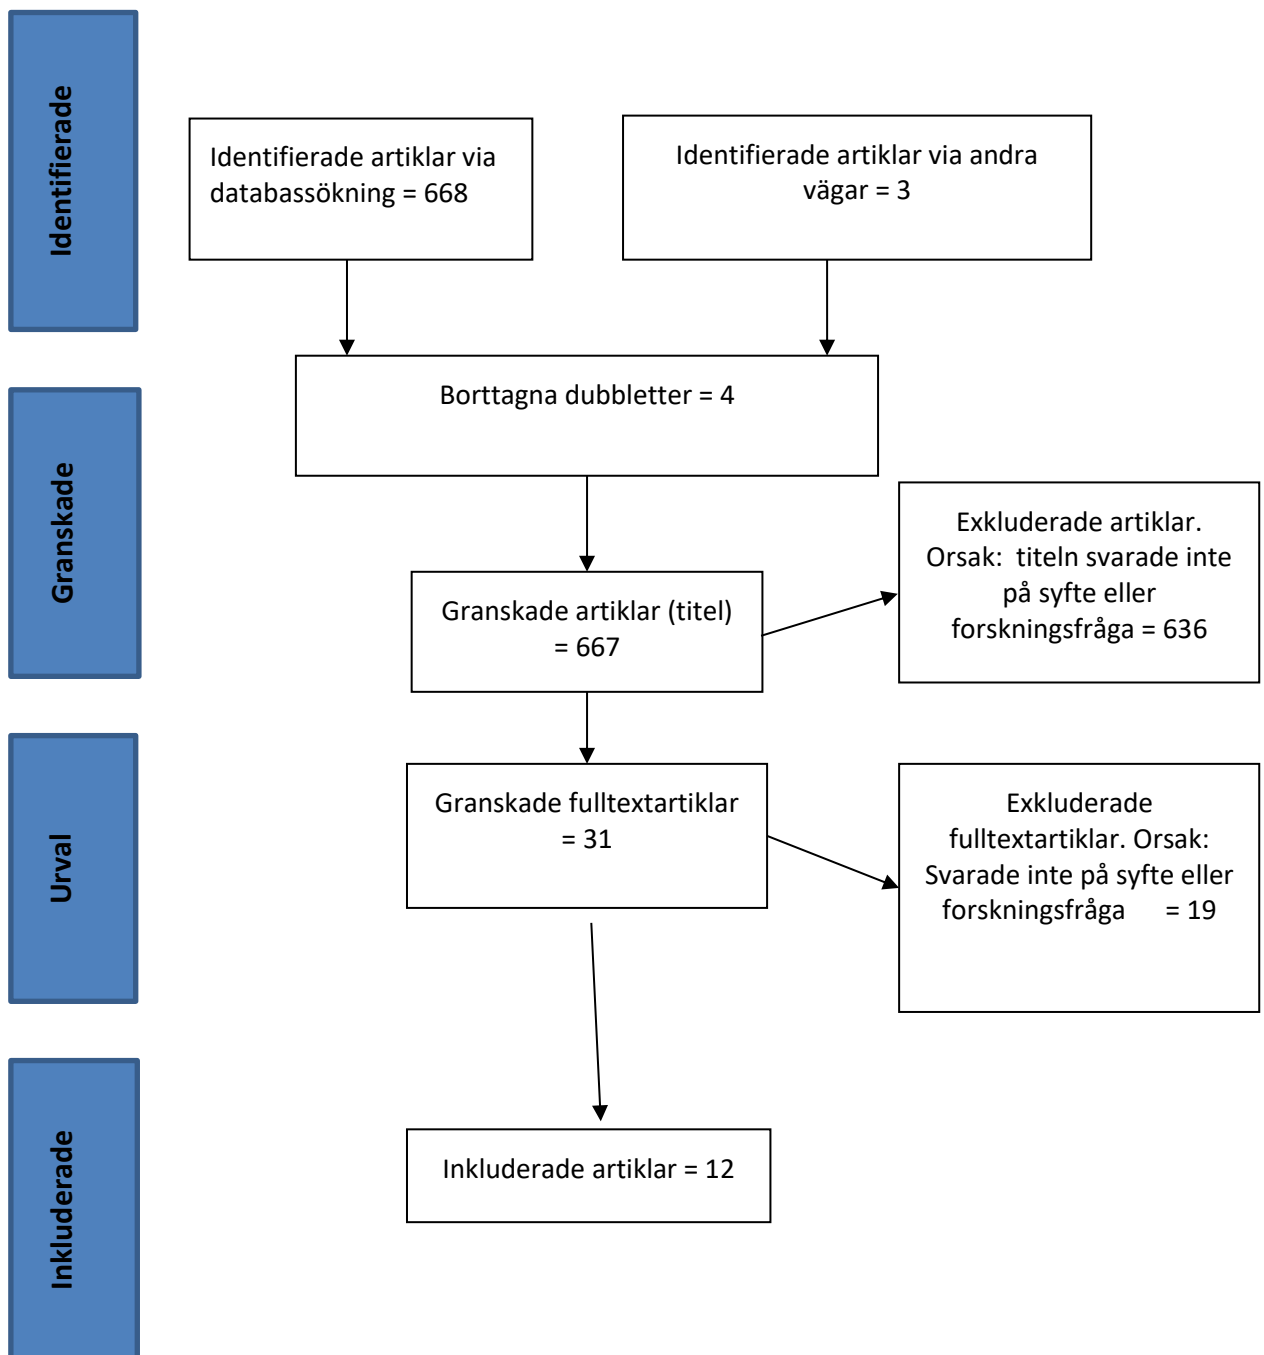 Identifierade
Identifierade artiklar via
databassökning = 668
Identifierade artiklar via andra
vägar = 3
Borttagna dubbletter = 4
Granskade
Granskade artiklar (titel)
= 667
Exkluderade artiklar.
Orsak:  titeln svarade inte
på syfte eller
forskningsfråga = 636
Urval
Granskade fulltextartiklar
= 31
Exkluderade
fulltextartiklar. Orsak:
Svarade inte på syfte eller
forskningsfråga      = 19
Inkluderade
Inkluderade artiklar = 12